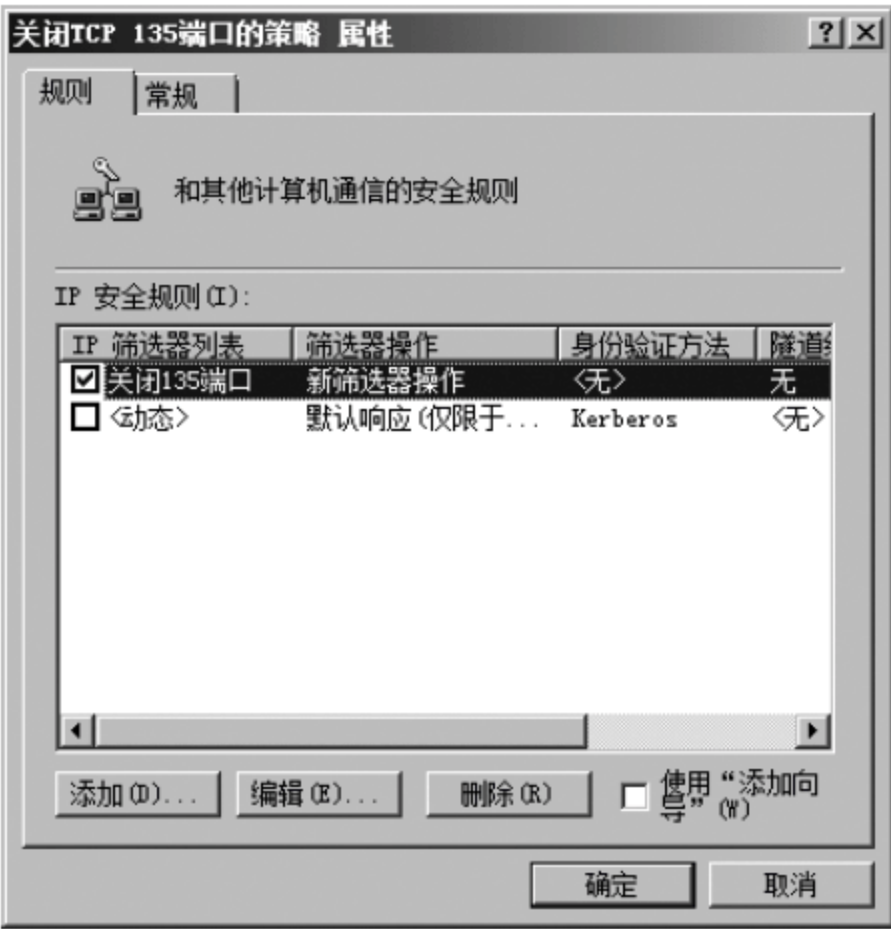 关闭TCP 135端口的策略 属性
规则 常规
和其他计算机通信的安全规则
IP 安全规则(I):
IP 筛选器列表 筛选器操作 身份验证方法 隧道
关闭135端口 新筛选器操作 <无> 无
<动态> 默认响应(仅限于... Kerberos <无>
添加(D)... 编辑(E)... 删除(R) 使用“添加向
导”(W)
确定 取消